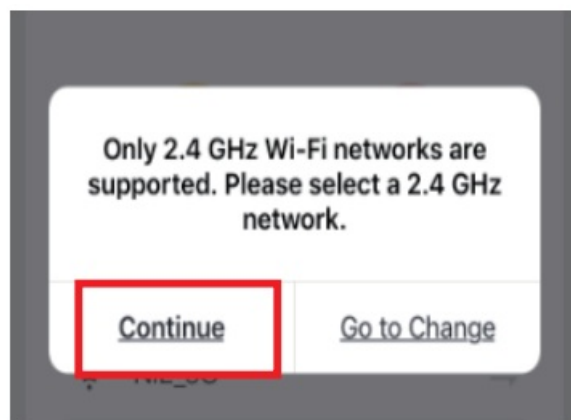 Only 2.4 GHz Wi-Fi networks are
supported. Please select a 2.4 GHz
network.
Continue
Go to Change